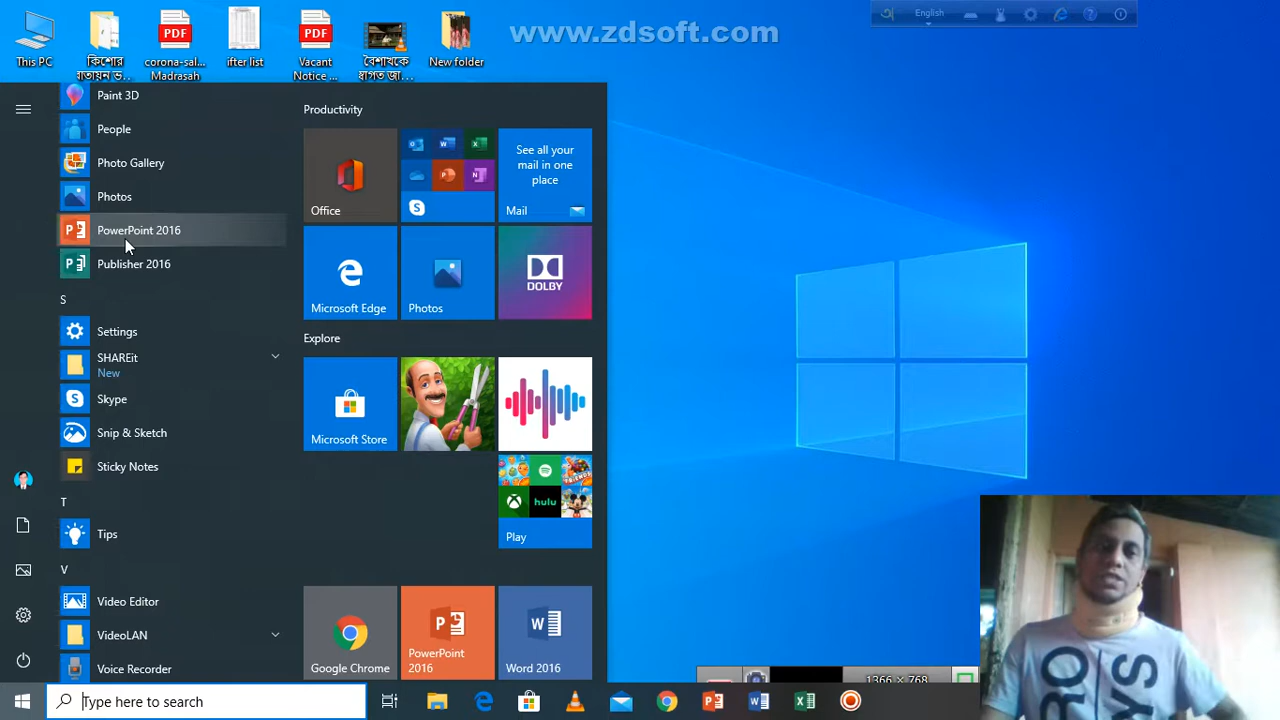 www.zdsoft.com
English
This PC
কিশোর
বাতায়ন ভ...
corona-sal...
Madrasah
ifter list
Vacant
Notice ...
বৈশাখকে
স্বাগত জা...
New folder
Paint 3D
People
Photo Gallery
Photos
PowerPoint 2016
Publisher 2016
S
Settings
SHAREit
New
Skype
Snip & Sketch
Sticky Notes
T
Tips
V
Video Editor
VideoLAN
Voice Recorder
Productivity
Office
See all your
mail in one
place
Mail
Microsoft Edge
Photos
DOLBY
Explore
Microsoft Store
hulu
Play
Google Chrome
PowerPoint
2016
Word 2016
1366 × 768
Type here to search